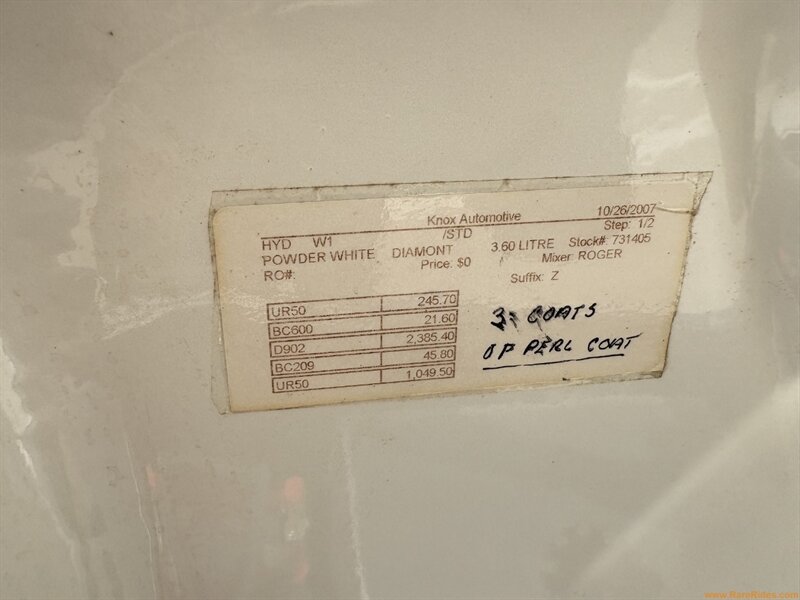 Knox Automotive 10/26/2007
HYD W1 /STD Step: 1/2
POWDER WHITE DIAMONT 3.60 LITRE Stock#: 731405
RO#: Price: $0 Mixer: ROGER
Suffix: Z
UR50 245.70
BC600 21.60
D902 2,385.40
BC209 45.80
UR50 1,049.50
3 COATS
OF PERL COAT
www.RareRides.com